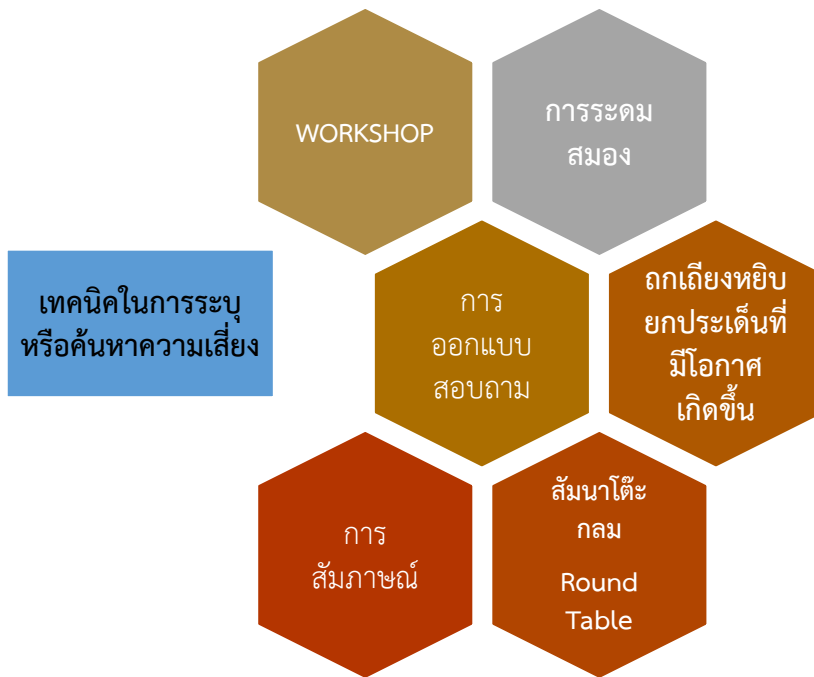 WORKSHOP
การระดม
สมอง
เทคนิคในการระบุ
หรือค้นหาความเสี่ยง
การ
ออกแบบ
สอบถาม
ถกเถียงหยิบ
ยกประเด็นที่
มีโอกาศ
เกิดขึ้น
การ
สัมภาษณ์
สัมนาโต๊ะ
กลม
Round
Table